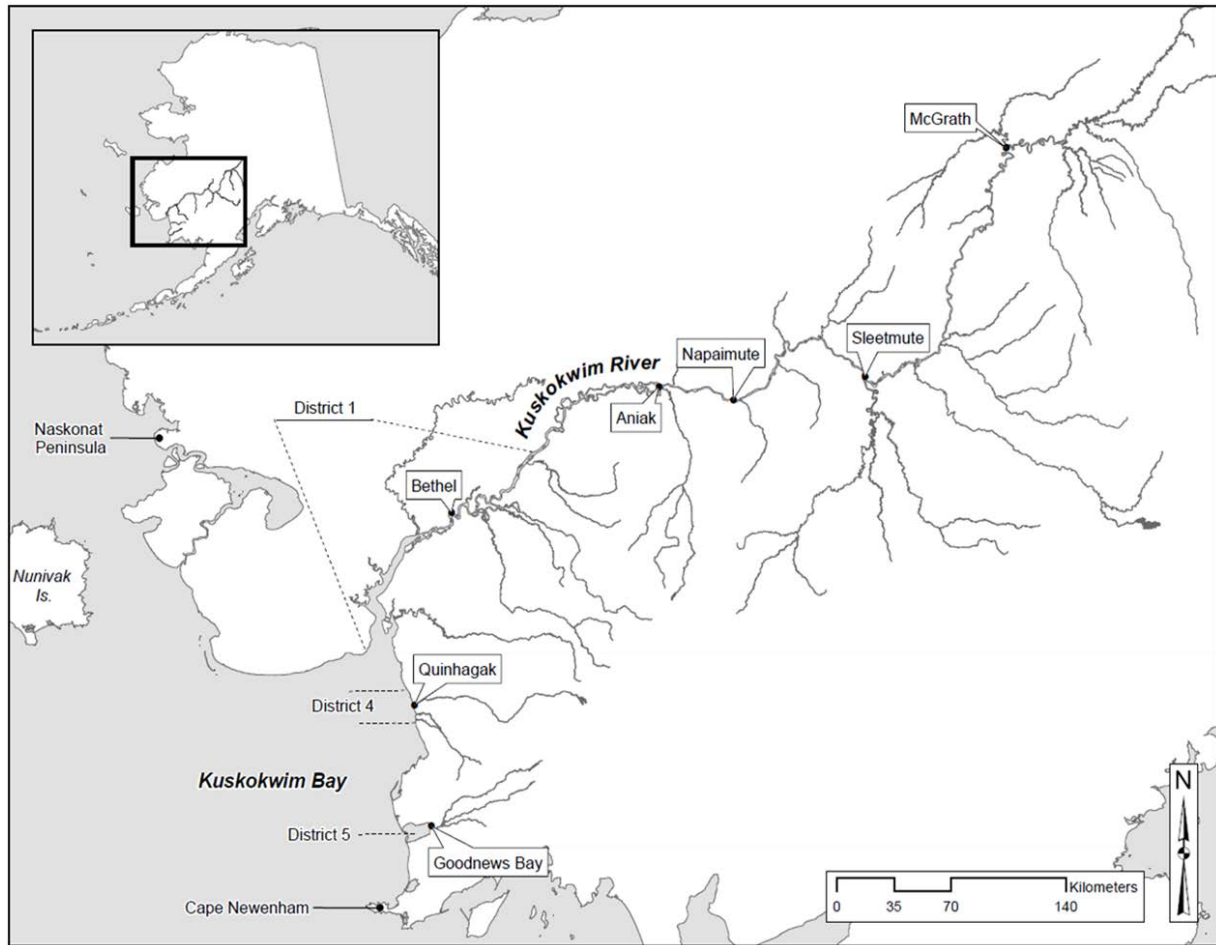 McGrath
Sleetmute
Kuskokwim River
Napaimute
Aniak
District 1
Naskonat
Peninsula
Bethel
Nunivak
Is.
Quinhagak
District 4
Kuskokwim Bay
District 5
Goodnews Bay
Cape Newenham
N
Kilometers
0 35 70 140